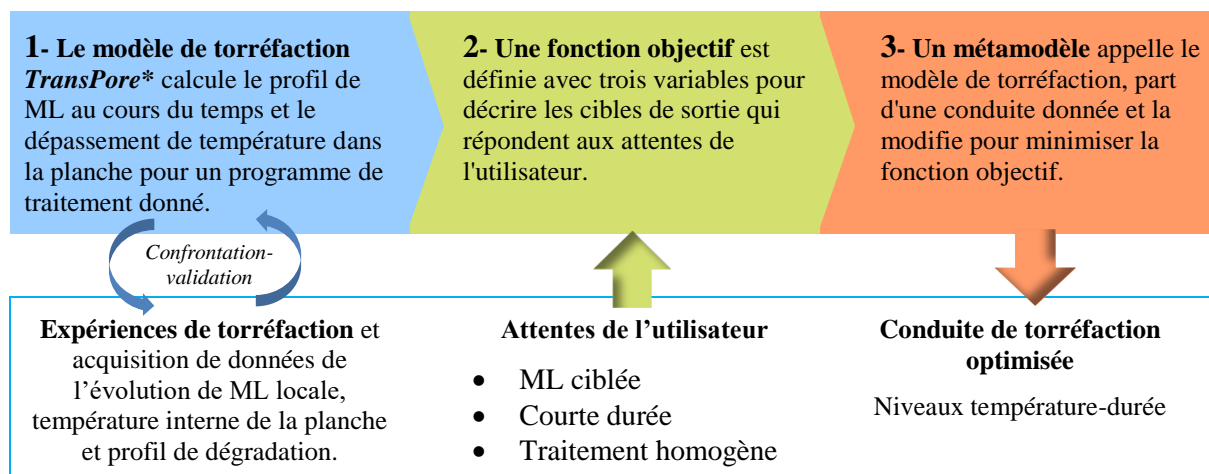 1- Le modèle de torréfaction
TransPore* calcule le profil de
ML au cours du temps et le
dépassement de température dans
la planche pour un programme de
traitement donné.
2- Une fonction objectif est
définie avec trois variables pour
décrire les cibles de sortie qui
répondent aux attentes de
l'utilisateur.
3- Un métamodèle appelle le
modèle de torréfaction, part
d'une conduite donnée et la
modifie pour minimiser la
fonction objectif.
Confrontation-
validation
Expériences de torréfaction et
acquisition de données de
l’évolution de ML locale,
température interne de la planche
et profil de dégradation.
Attentes de l’utilisateur
• ML ciblée
• Courte durée
• Traitement homogène
Conduite de torréfaction
optimisée
Niveaux température-durée